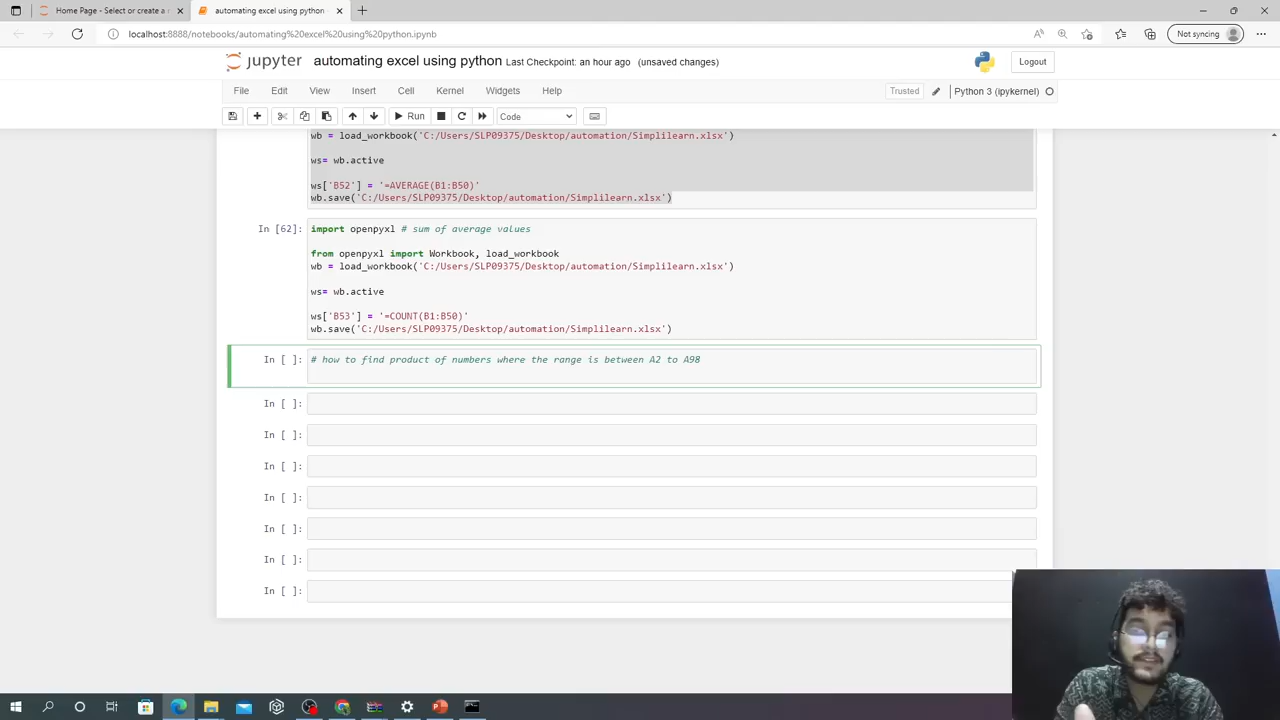 Home Page - Select or create a n
automating excel using python -
localhost:8888/notebooks/automating%20excel%20using%20python.ipynb
Not syncing
jupyter automating excel using python Last Checkpoint: an hour ago (unsaved changes)
Logout
File Edit View Insert Cell Kernel Widgets Help
Trusted Python 3 (ipykernel)
Run Code
wb = load_workbook('C:/Users/SLP09375/Desktop/automation/Simplilearn.xlsx')
ws= wb.active
ws['B52'] = '=AVERAGE(B1:B50)'
wb.save('C:/Users/SLP09375/Desktop/automation/Simplilearn.xlsx')
In [62]: import openpyxl # sum of average values
from openpyxl import Workbook, load_workbook
wb = load_workbook('C:/Users/SLP09375/Desktop/automation/Simplilearn.xlsx')
ws= wb.active
ws['B53'] = '=COUNT(B1:B50)'
wb.save('C:/Users/SLP09375/Desktop/automation/Simplilearn.xlsx')
In [ ]: # how to find product of numbers where the range is between A2 to A98
In [ ]:
In [ ]:
In [ ]:
In [ ]:
In [ ]:
In [ ]:
In [ ]: